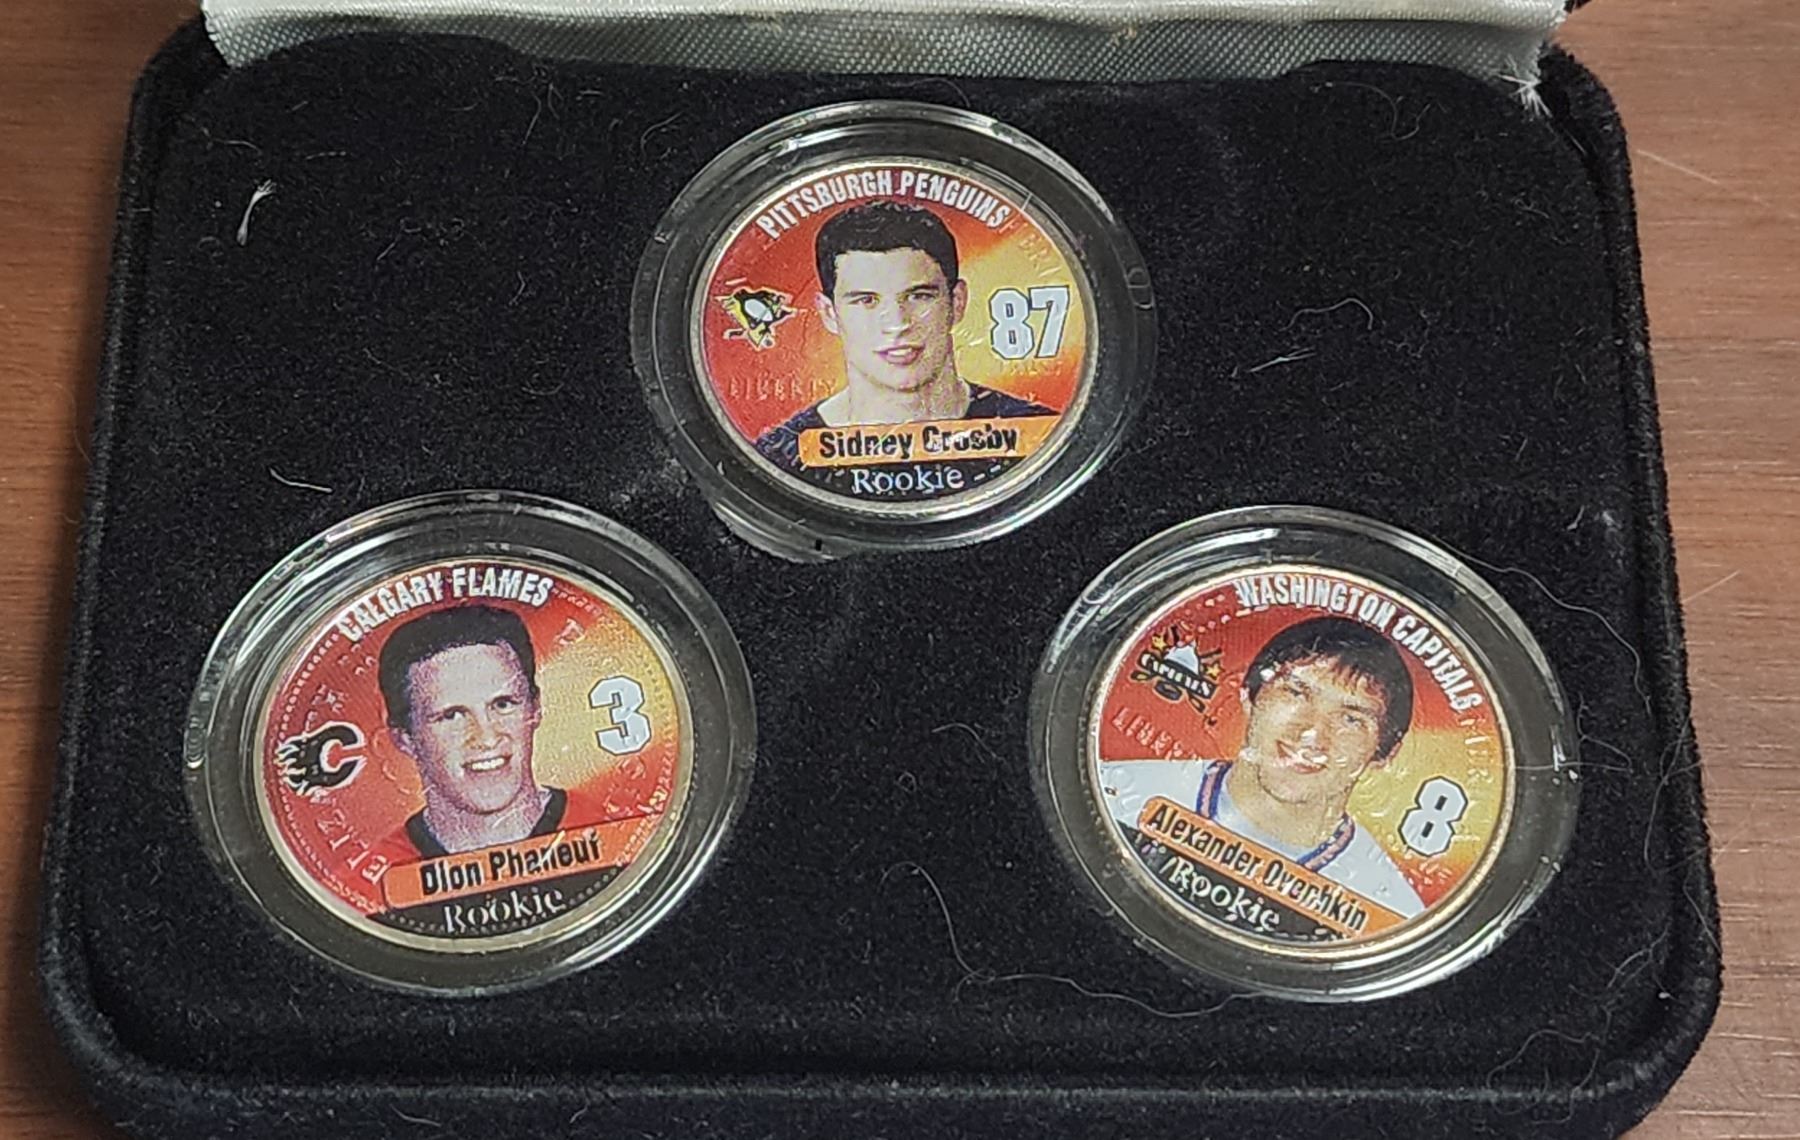 PITTSBURGH PENGUINS
87
LIBERTY
Sidney Crosby
Rookie
CALGARY FLAMES
3
C
Dion Phaneuf
Rookie
WASHINGTON CAPITALS
CAPITALS
8
Alexander Ovechkin
Rookie